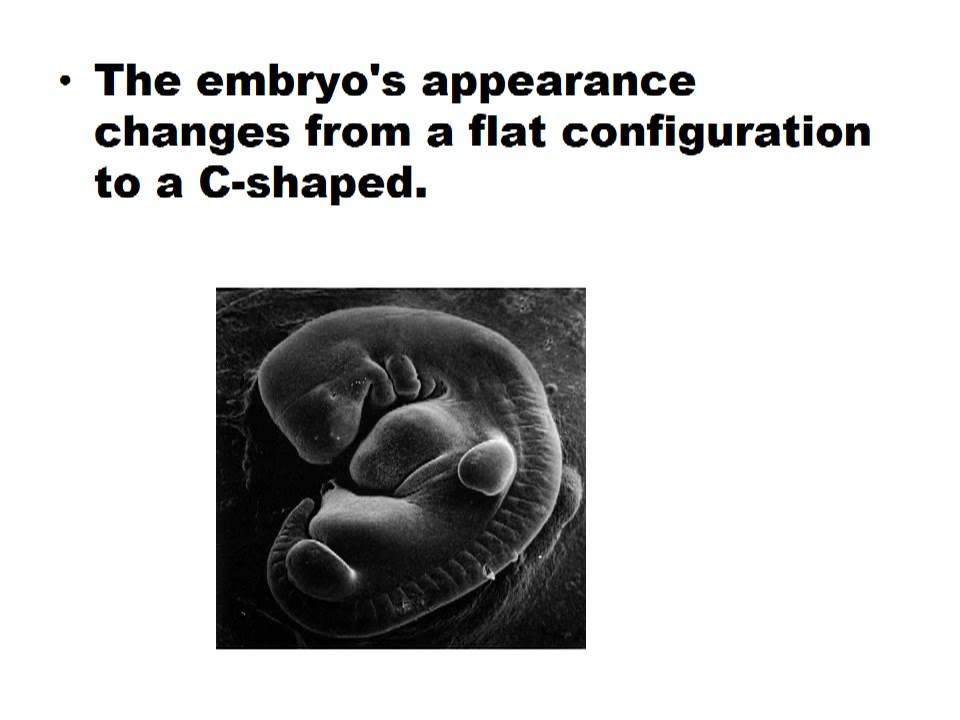 • The embryo's appearance
changes from a flat configuration
to a C-shaped.